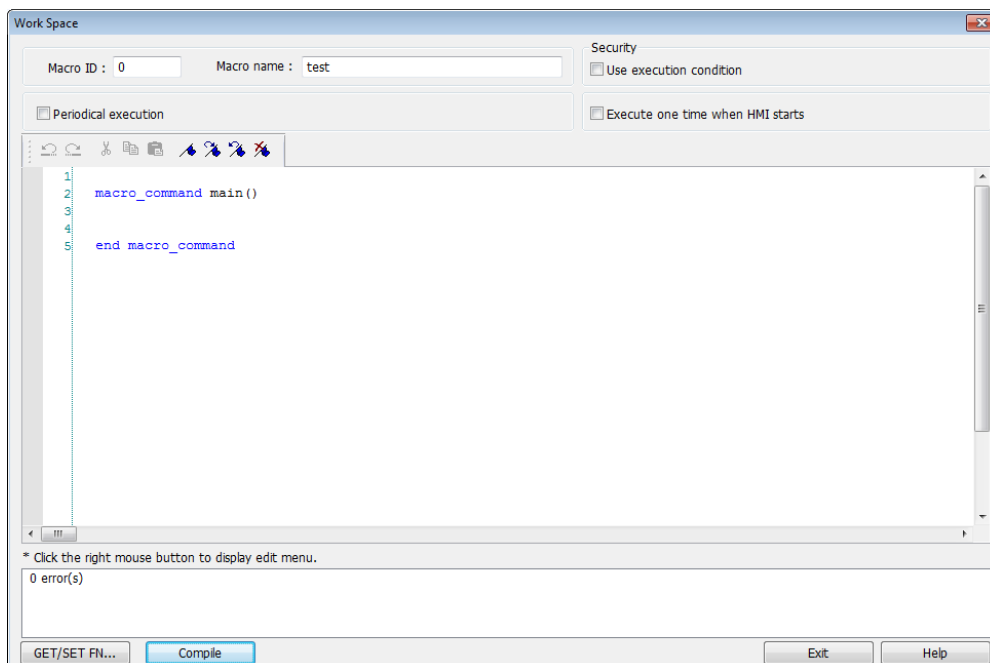 Work Space
Security
Macro ID : 0 Macro name : test
Use execution condition
Periodical execution
Execute one time when HMI starts
1
2 macro_command main()
3
4
5 end macro_command
* Click the right mouse button to display edit menu.
0 error(s)
GET/SET FN... Compile Exit Help